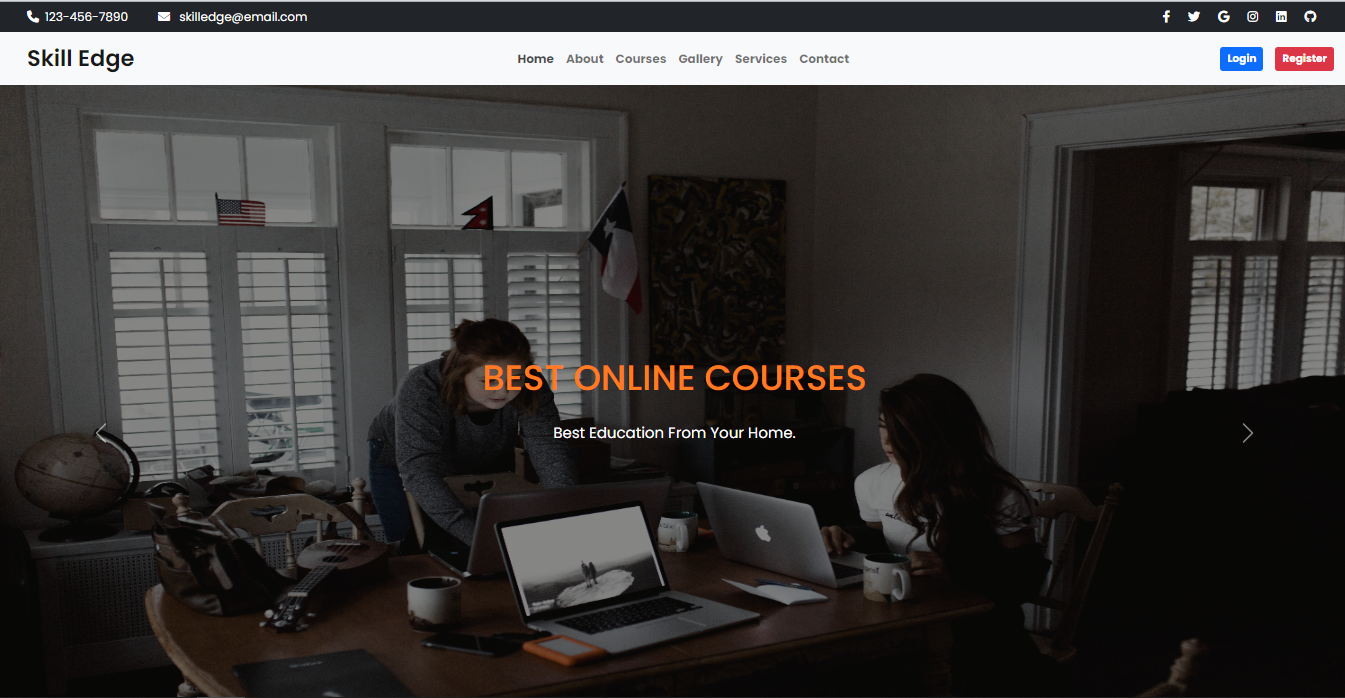 123-456-7890 skilledge@email.com
Skill Edge Home About Courses Gallery Services Contact Login Register
BEST ONLINE COURSES
Best Education From Your Home.